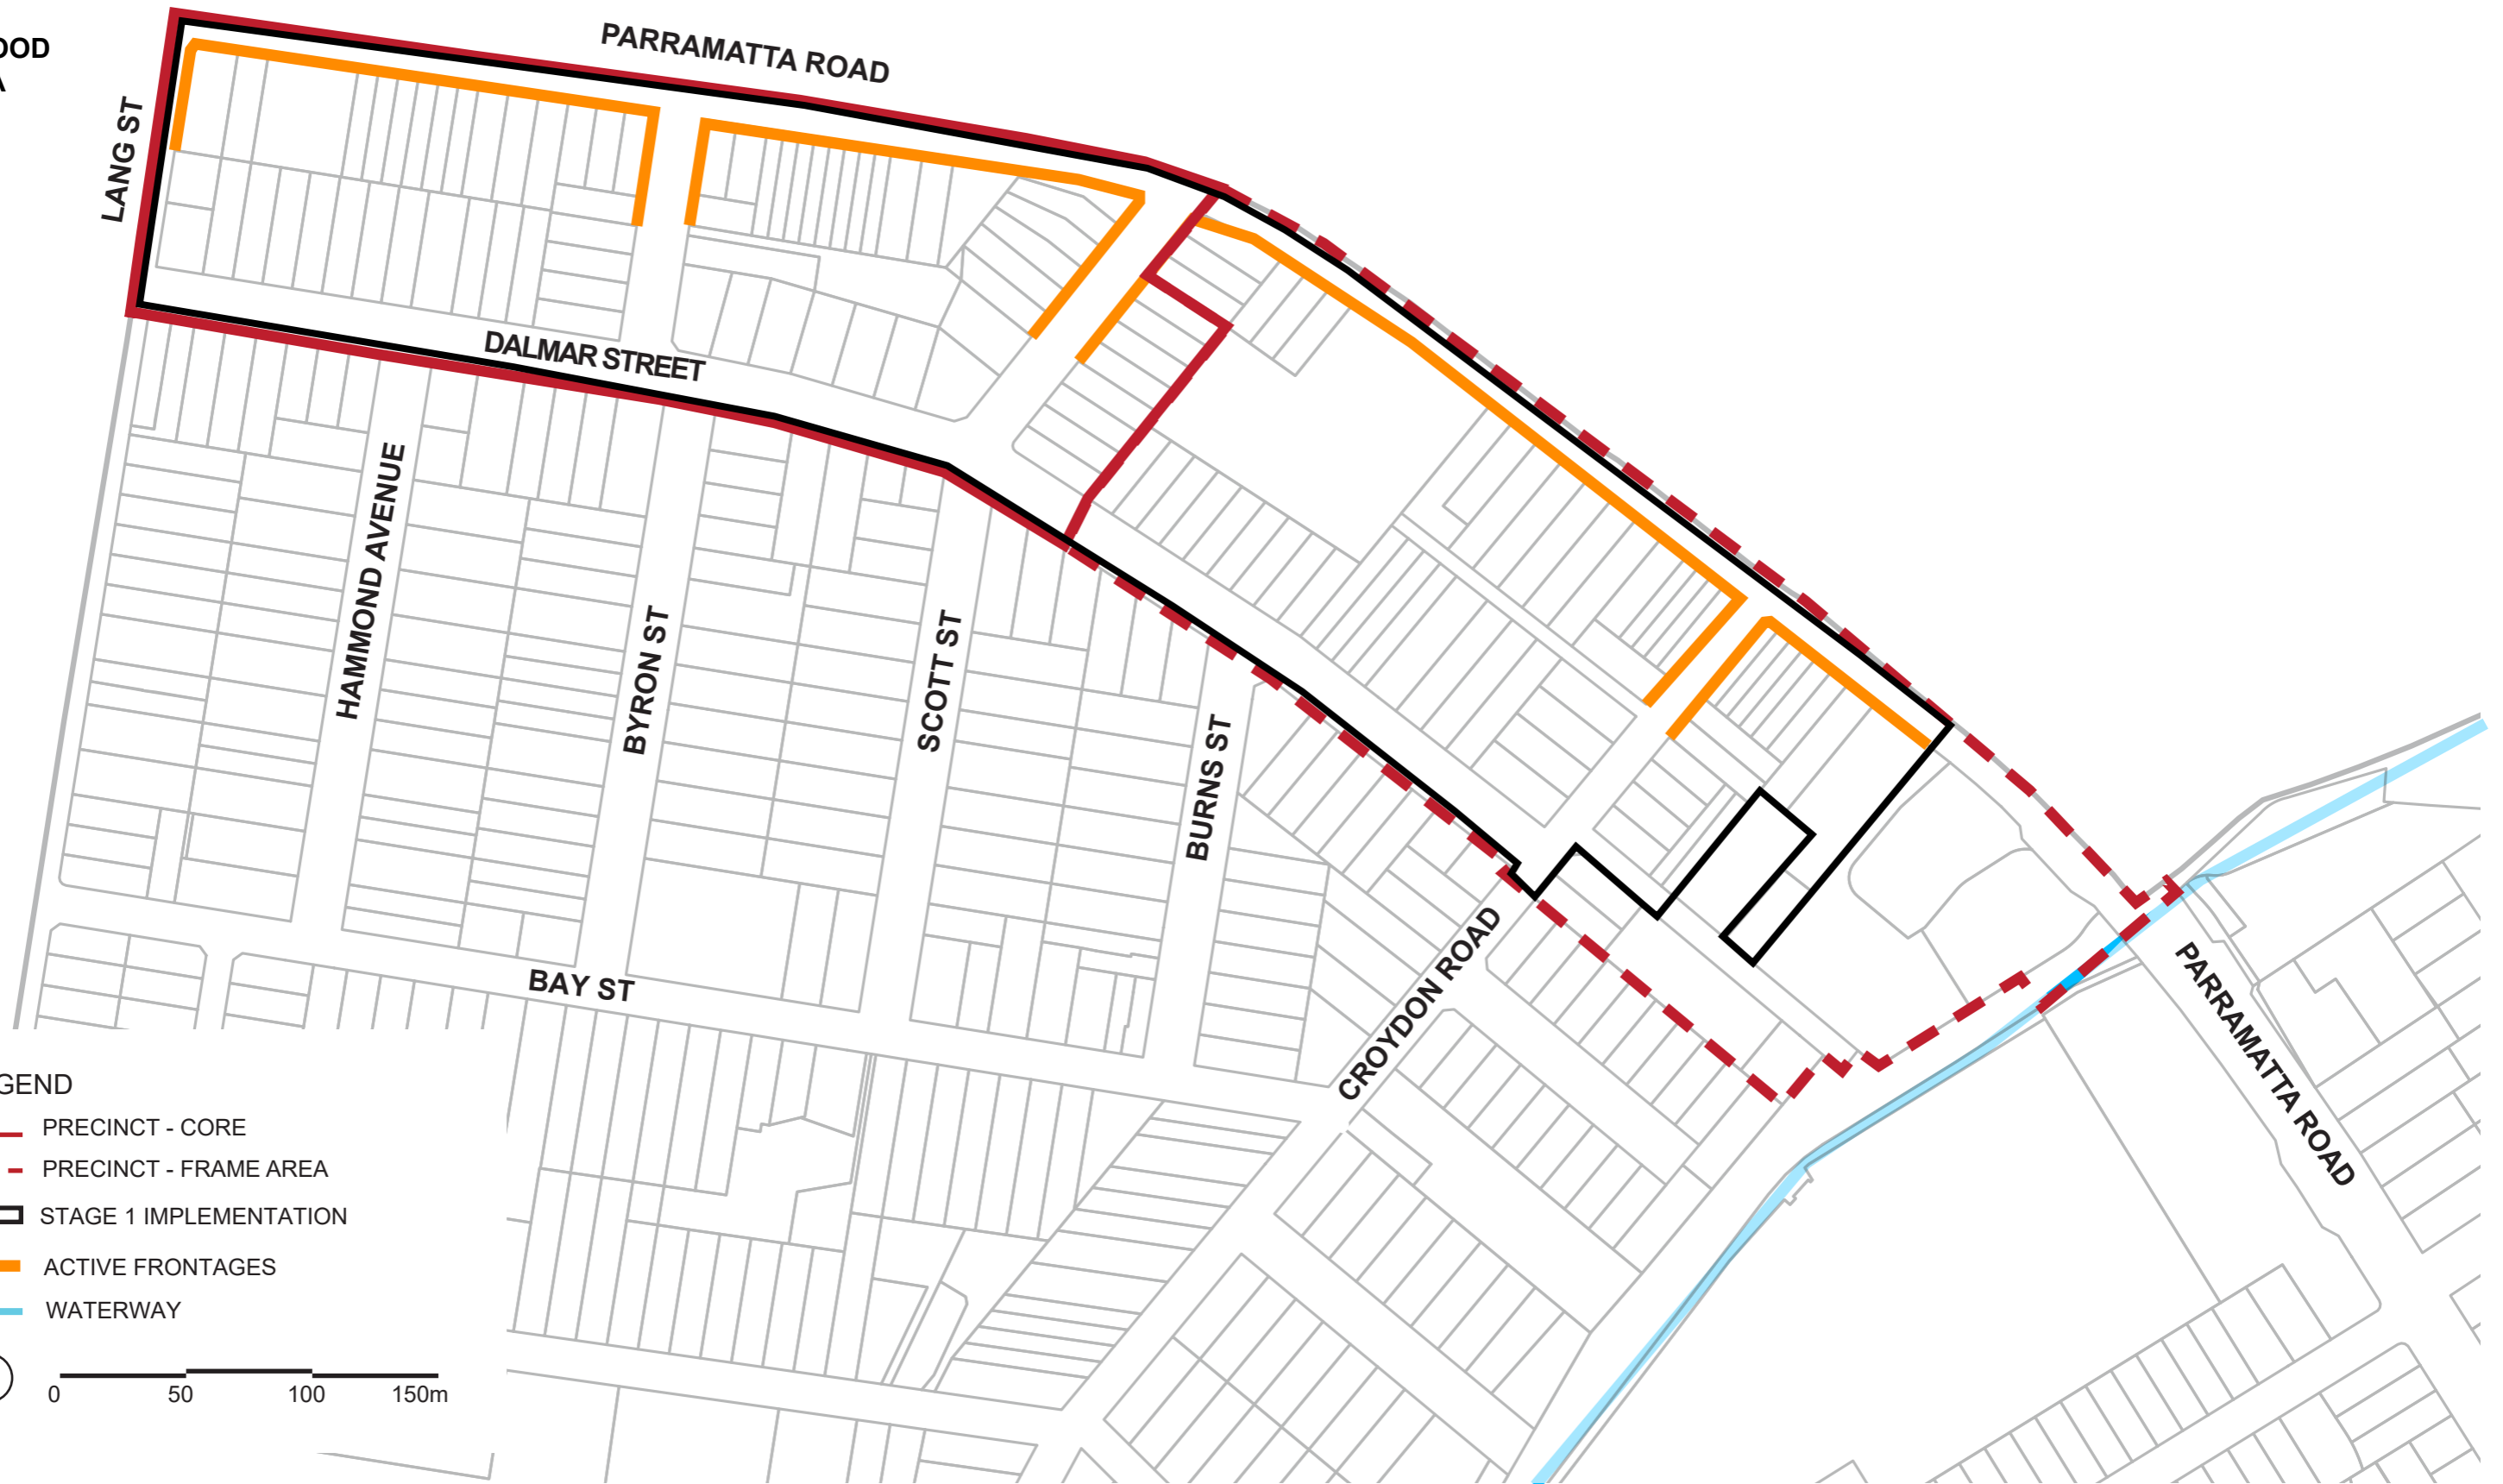 OOD
A
PARRAMATTA ROAD
LANG ST
DALMAR STREET
HAMMOND AVENUE
BYRON ST
SCOTT ST
BURNS ST
CROYDON ROAD
PARRAMATTA ROAD
BAY ST
GEND
PRECINCT - CORE
PRECINCT - FRAME AREA
STAGE 1 IMPLEMENTATION
ACTIVE FRONTAGES
WATERWAY
0 50 100 150m